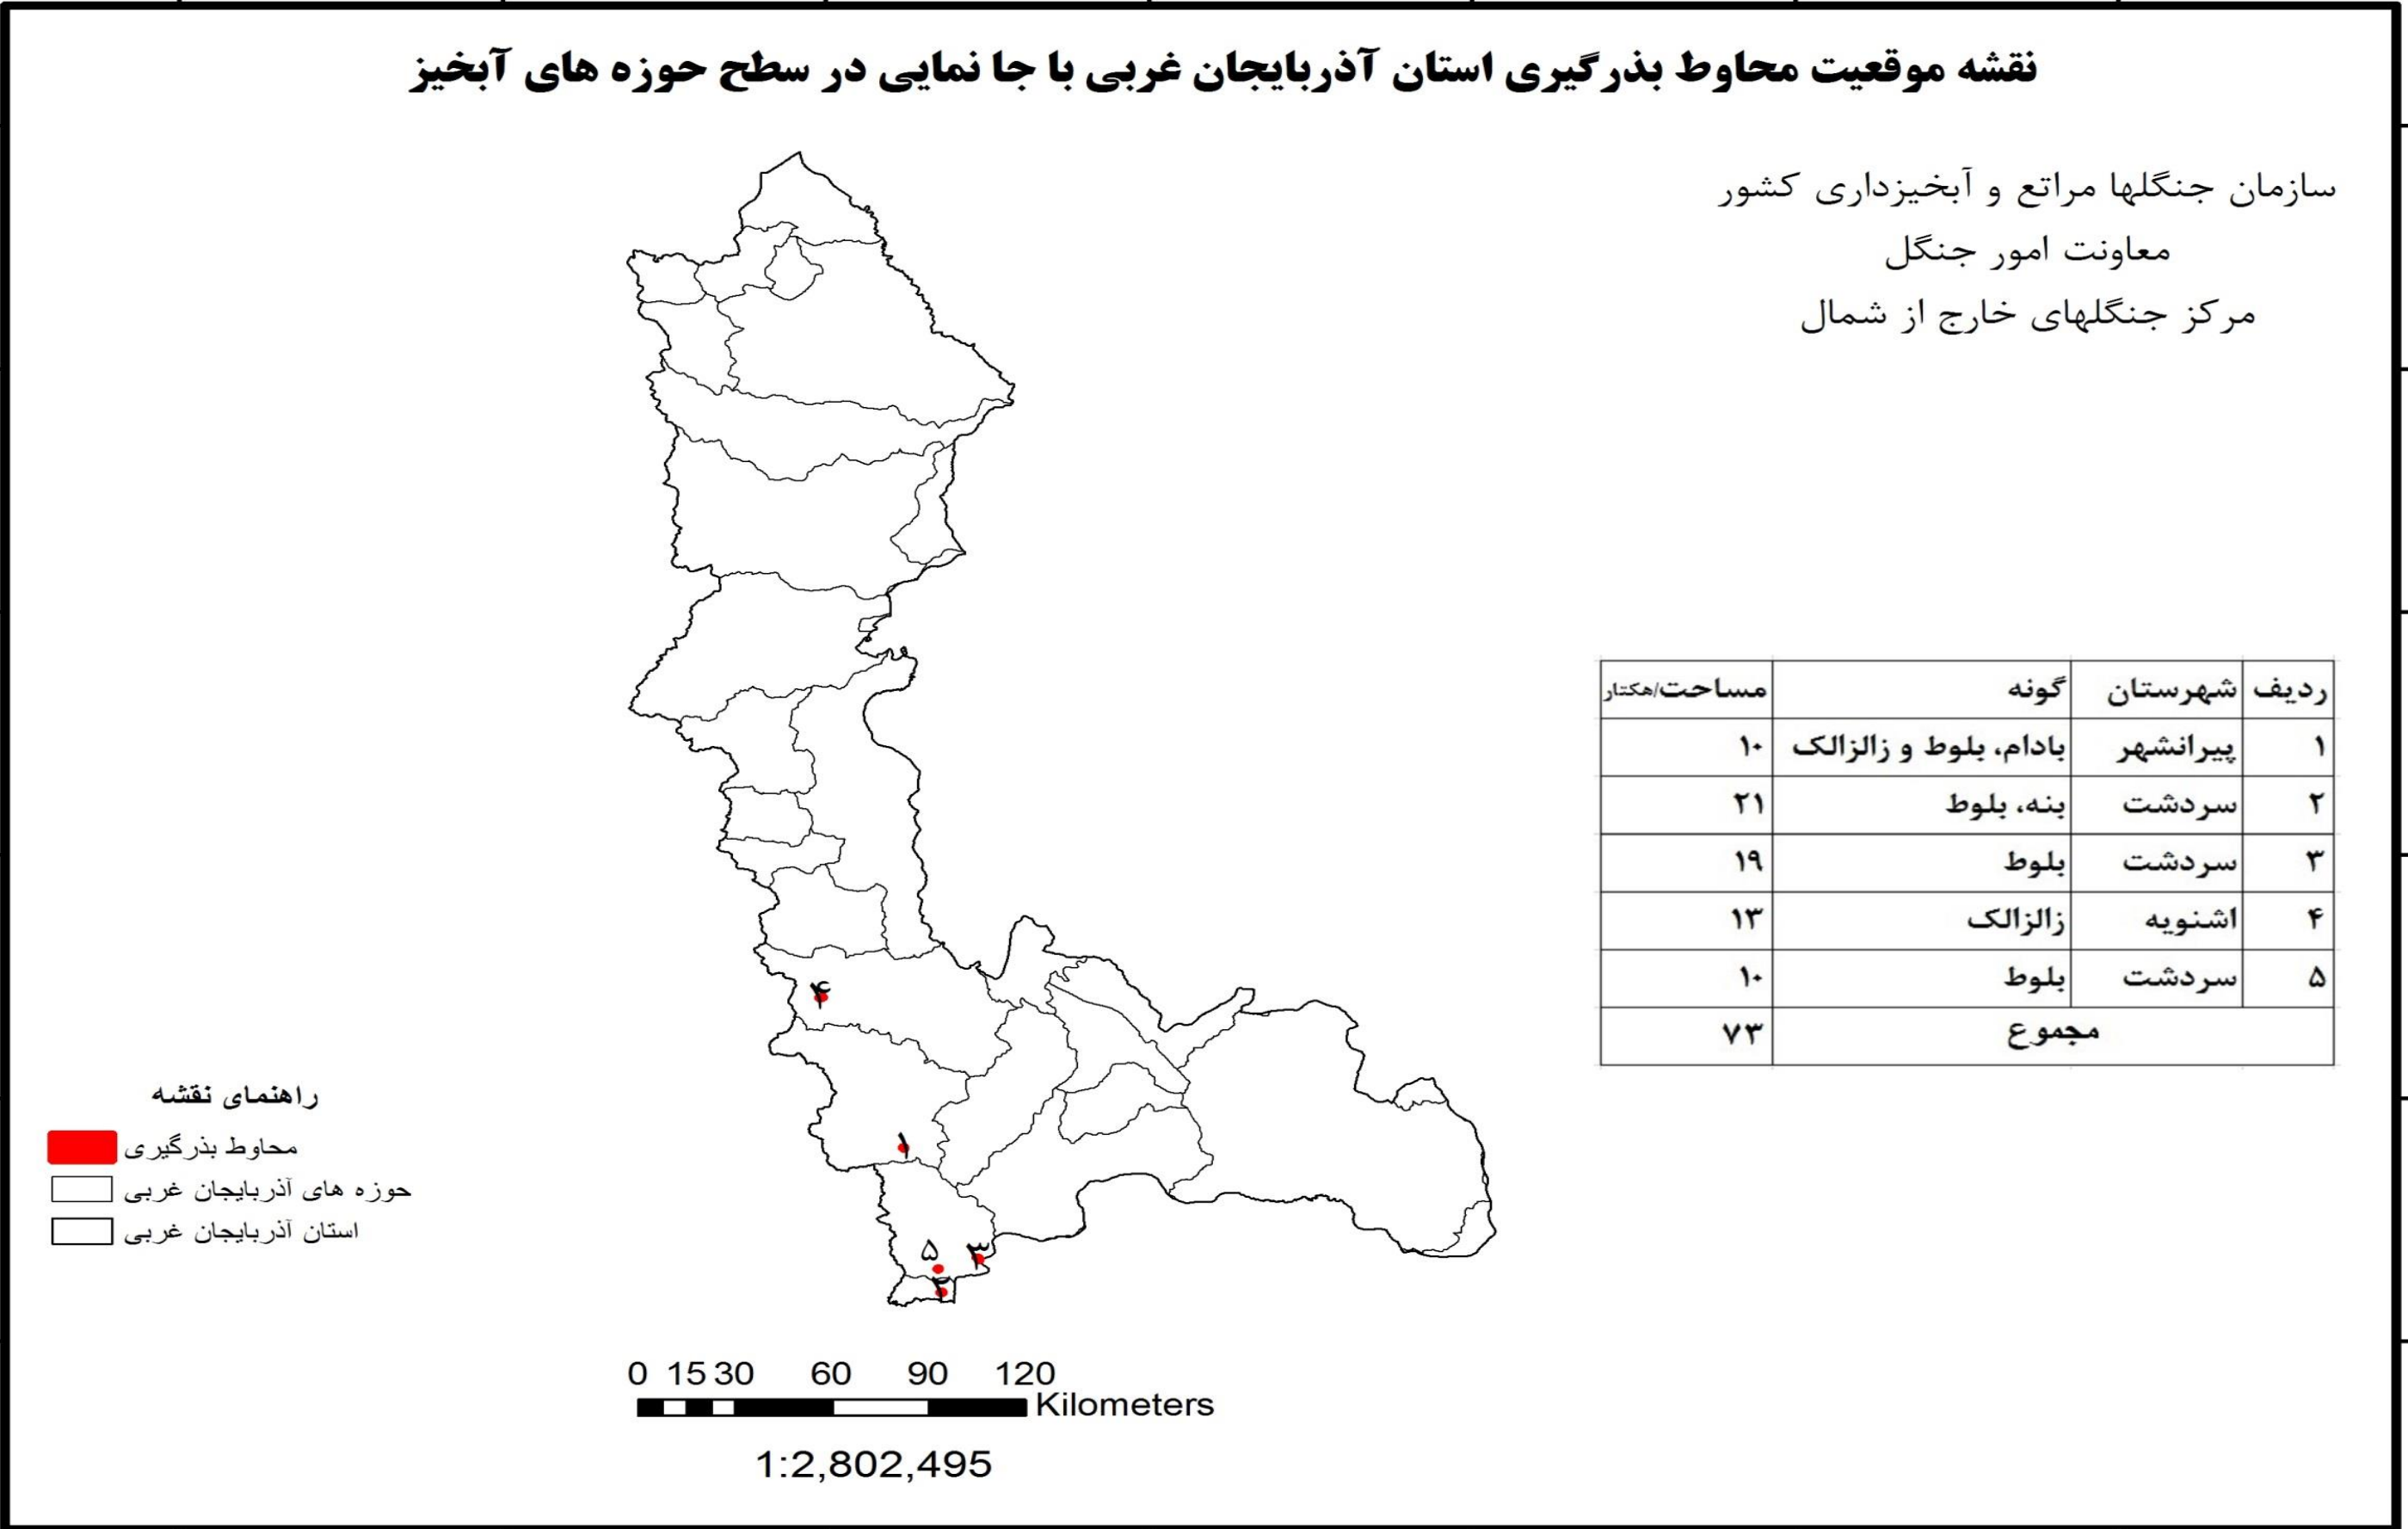 نقشه موقعیت محاوط بذرگیری استان آذربایجان غربی با جا نمایی در سطح حوزه های آبخیز
سازمان جنگلها مراتع و آبخیزداری کشور
معاونت امور جنگل
مرکز جنگلهای خارج از شمال
ردیف شهرستان گونه مساحت/هکتار
۱ پیرانشهر بادام، بلوط و زالزالک ۱۰
۲ سردشت بنه، بلوط ۲۱
۳ سردشت بلوط ۱۹
۴ اشنویه زالزالک ۱۳
۵ سردشت بلوط ۱۰
مجموع ۷۳
۴
۱
۵ ۳
۲
راهنمای نقشه
محاوط بذرگیری
حوزه های آذربایجان غربی
استان آذربایجان غربی
0 15 30 60 90 120
Kilometers
1:2,802,495